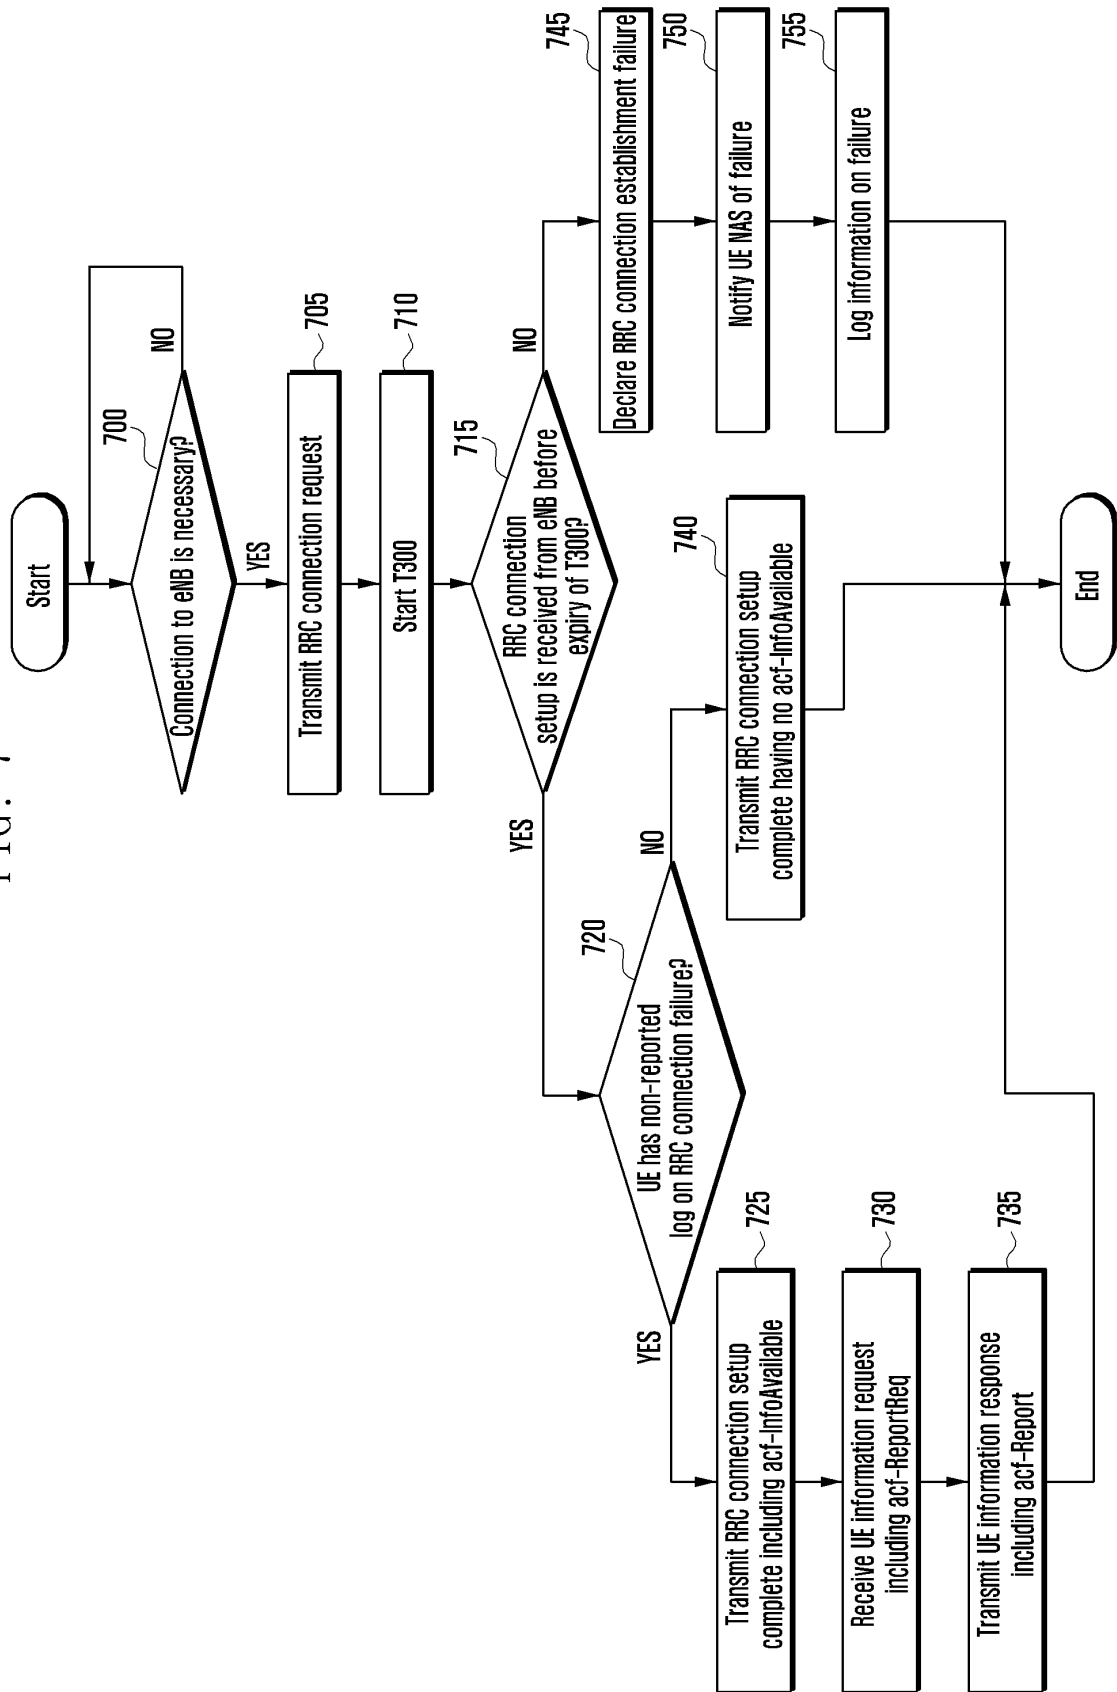 FIG. 7
Start
700
Connection to eNB is necessary?
NO
YES
705
Transmit RRC connection request
710
Start T300
715
RRC connection
setup is received from eNB before
expiry of T300?
YES
NO
720
UE has non-reported
log on RRC connection failure?
YES
NO
725
Transmit RRC connection setup
complete including acf-InfoAvailable
730
Receive UE information request
including acf-ReportReq
735
Transmit UE information response
including acf-Report
740
Transmit RRC connection setup
complete having no acf-InfoAvailable
745
Declare RRC connection establishment failure
750
Notify UE NAS of failure
755
Log information on failure
End